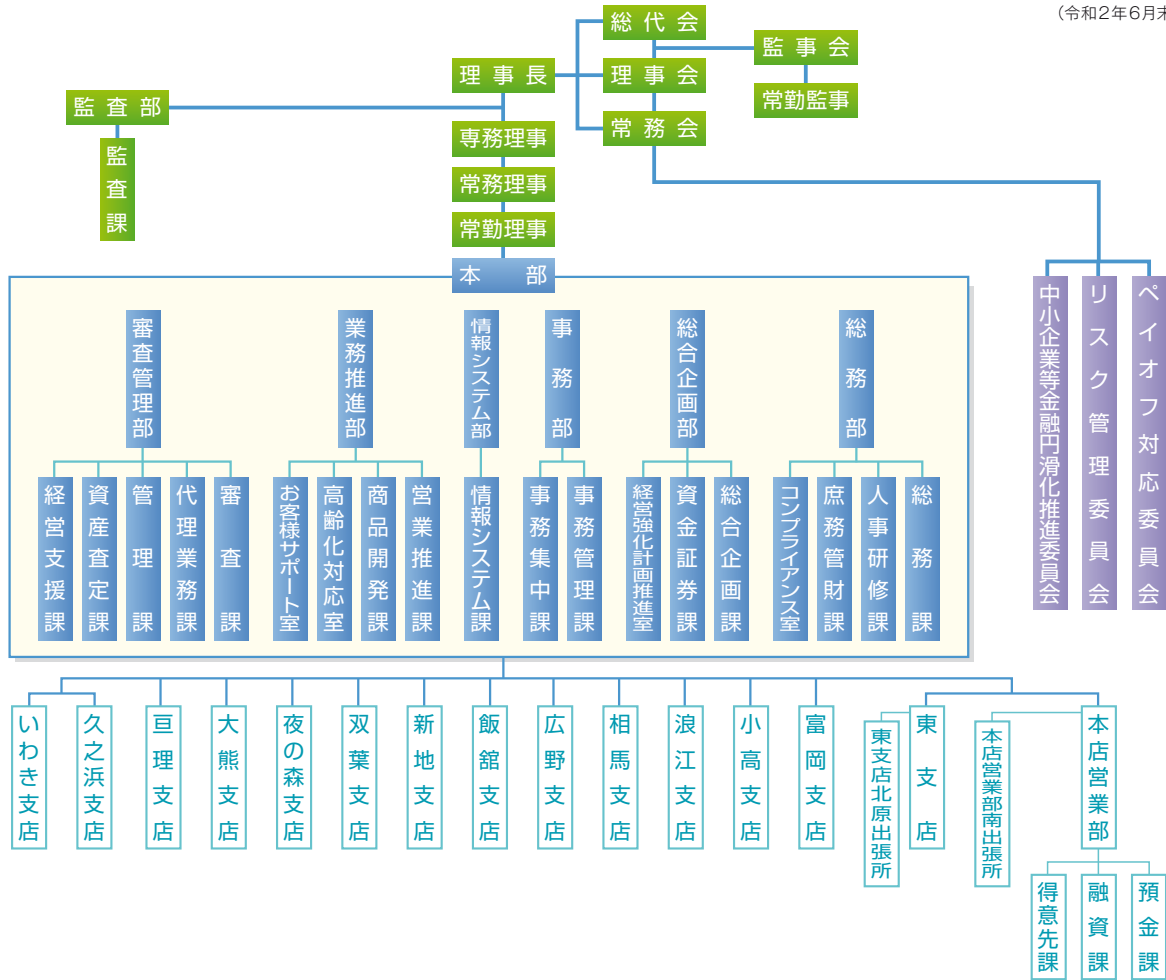 (令和2年6月末
総代会
監事会
理事長
理事会
常勤監事
監査部
常務会
専務理事
監査課
常務理事
常勤理事
本部
審査管理部
業務推進部
情報システム部
事務部
総合企画部
総務部
中小企業等金融円滑化推進委員会
リスク管理委員会
ペイオフ対応委員会
経営支援課
資産査定課
管理課
代理業務課
審査課
お客様サポート室
高齢化対応室
商品開発課
営業推進課
情報システム課
事務集中課
事務管理課
経営強化計画推進室
資金証券課
総合企画課
コンプライアンス室
庶務管財課
人事研修課
総務課
いわき支店
久之浜支店
亘理支店
大熊支店
夜の森支店
双葉支店
新地支店
飯舘支店
広野支店
相馬支店
浪江支店
小高支店
富岡支店
東支店北原出張所
東支店
本店営業部南出張所
本店営業部
得意先課
融資課
預金課